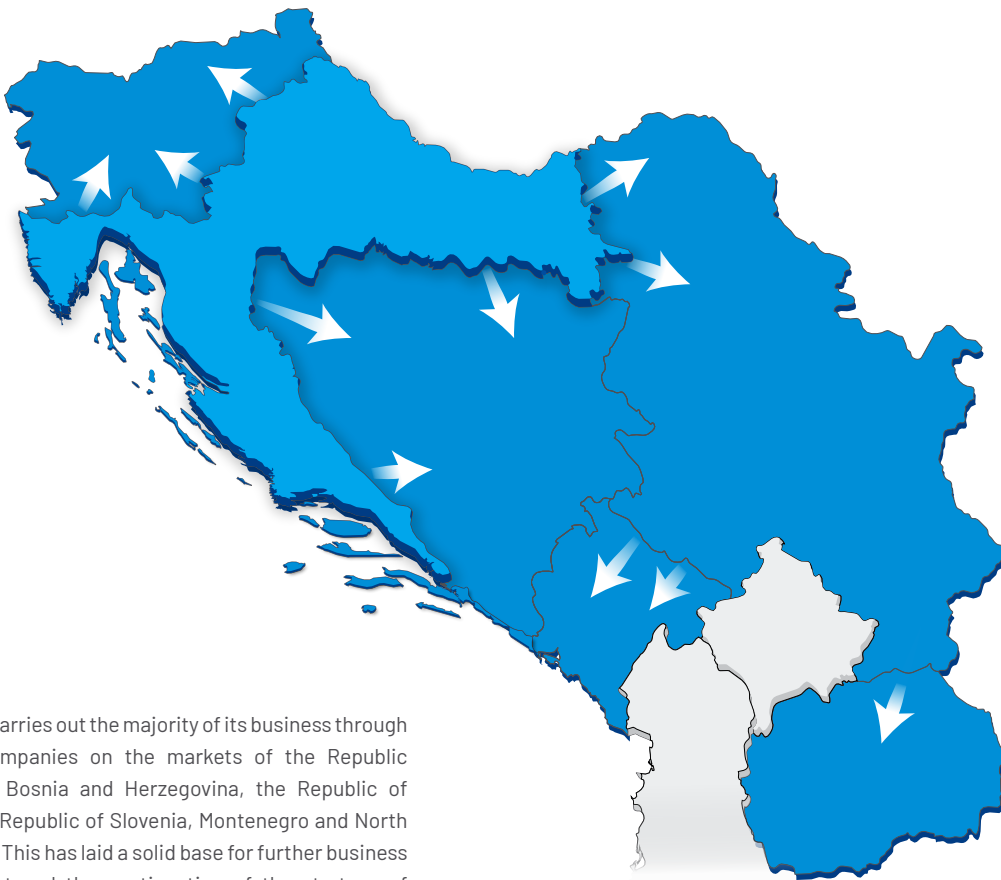 arries out the majority of its business through
mpanies on the markets of the Republic
Bosnia and Herzegovina, the Republic of
Republic of Slovenia, Montenegro and North
This has laid a solid base for further business